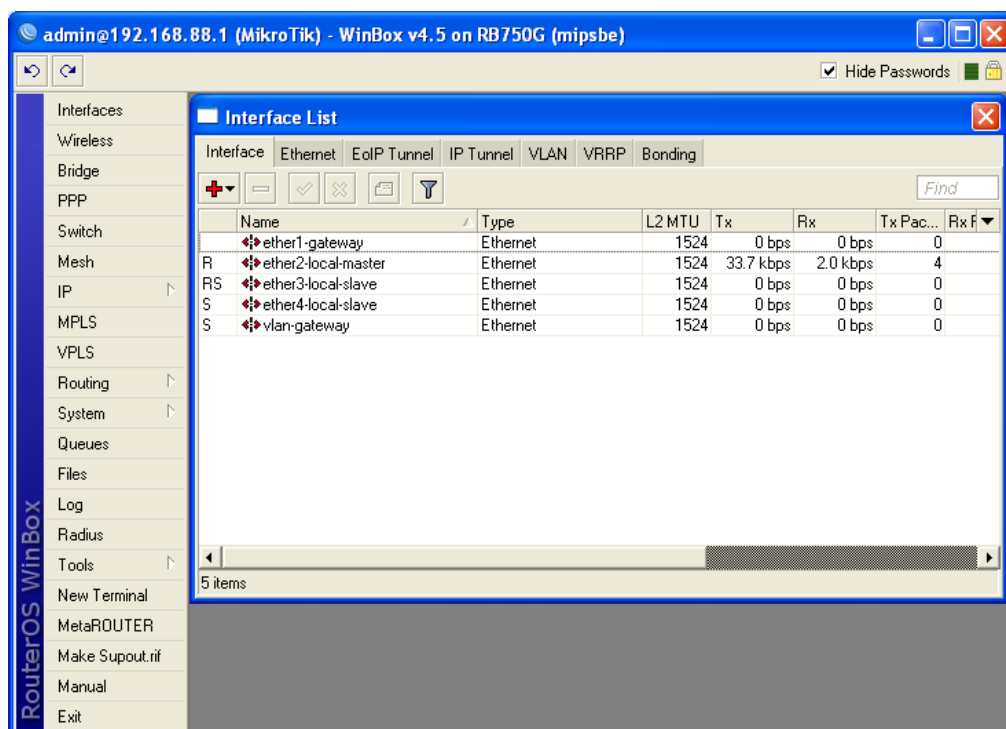 admin@192.168.88.1 (MikroTik) - WinBox v4.5 on RB750G (mipsbe)
Hide Passwords
RouterOS WinBox
Interfaces
Wireless
Bridge
PPP
Switch
Mesh
IP
MPLS
VPLS
Routing
System
Queues
Files
Log
Radius
Tools
New Terminal
MetaROUTER
Make Supout.rif
Manual
Exit
Interface List
Interface Ethernet EoIP Tunnel IP Tunnel VLAN VRRP Bonding
Find
Name Type L2 MTU Tx Rx Tx Pac... Rx
ether1-gateway Ethernet 1524 0 bps 0 bps 0
R ether2-local-master Ethernet 1524 33.7 kbps 2.0 kbps 4
RS ether3-local-slave Ethernet 1524 0 bps 0 bps 0
S ether4-local-slave Ethernet 1524 0 bps 0 bps 0
S vlan-gateway Ethernet 1524 0 bps 0 bps 0
5 items